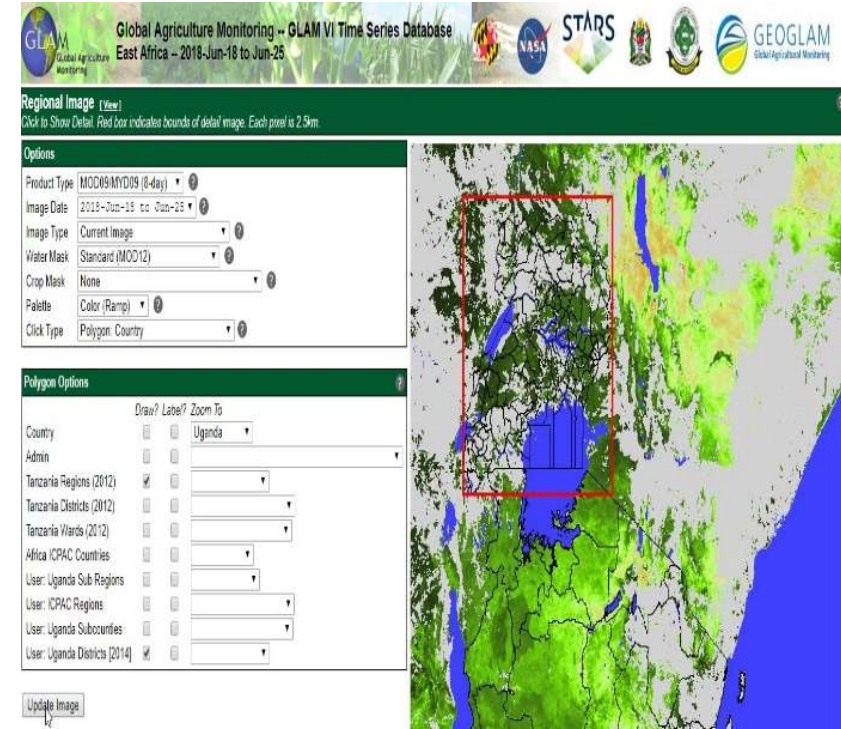 GLAM
Global Agriculture
Monitoring
Global Agriculture Monitoring -- GLAM VI Time Series Database
East Africa -- 2018-Jun-18 to Jun-25
NASA
STARS
GEOGLAM
Global Agricultural Monitoring
Regional Image [View]
Click to Show Detail. Red box indicates bounds of detail image. Each pixel is 2.5km.
?
Options
Product Type MOD09/MYD09 (8-day) ?
Image Date 2018-Jun-18 to Jun-25 ?
Image Type Current Image ?
Water Mask Standard (MOD12) ?
Crop Mask None ?
Palette Color (Ramp) ?
Click Type Polygon: Country ?
Polygon Options ?
Draw? Label? Zoom To
Country Uganda
Admin
Tanzania Regions (2012)
Tanzania Districts (2012)
Tanzania Wards (2012)
Africa ICPAC Countries
User: Uganda Sub Regions
User: ICPAC Regions
User: Uganda Subcounties
User: Uganda Districts [2014]
Update Image